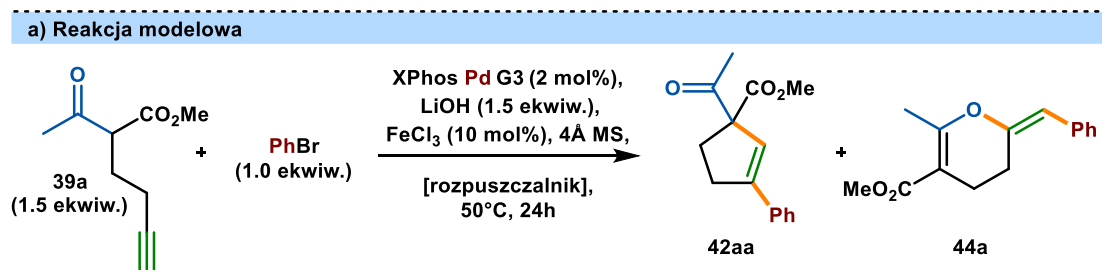 a) Reakcja modelowa
O
CO₂Me
39a
(1.5 ekwiw.)
+
PhBr
(1.0 ekwiw.)
XPhos Pd G3 (2 mol%),
LiOH (1.5 ekwiw.),
FeCl₃ (10 mol%), 4Å MS,
[rozpuszczalnik],
50°C, 24h
O
CO₂Me
Ph
42aa
+
O
Ph
MeO₂C
44a